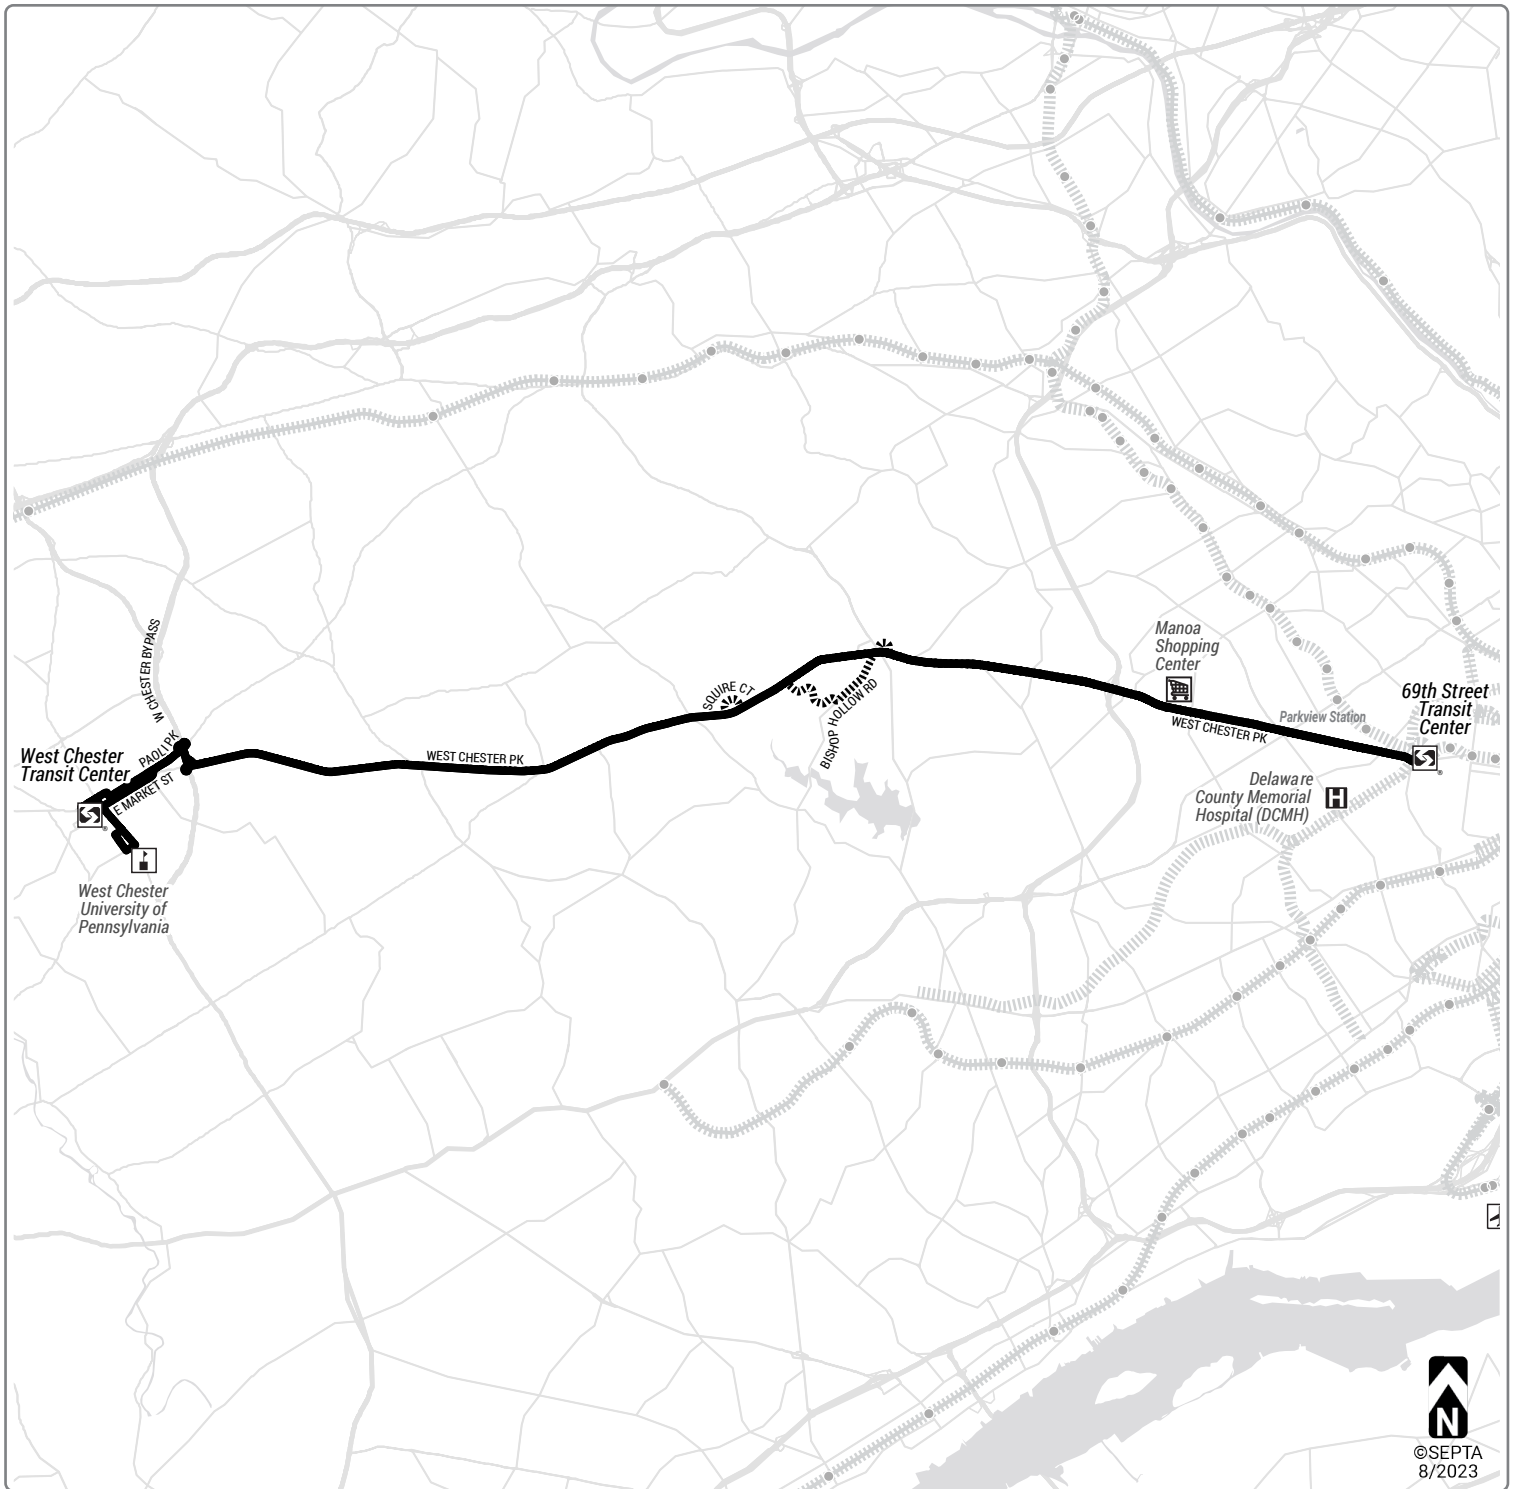 W CHESTER BYPASS
Manoa
Shopping
Center
SQUIRE CT
BISHOP HOLLOW RD
69th Street
Transit
Center
Parkview Station
WEST CHESTER PK
PAOLI PK
West Chester
Transit Center
WEST CHESTER PK
E MARKET ST
Delaware
County Memorial
Hospital (DCMH)
H
West Chester
University of
Pennsylvania
N
©SEPTA
8/2023